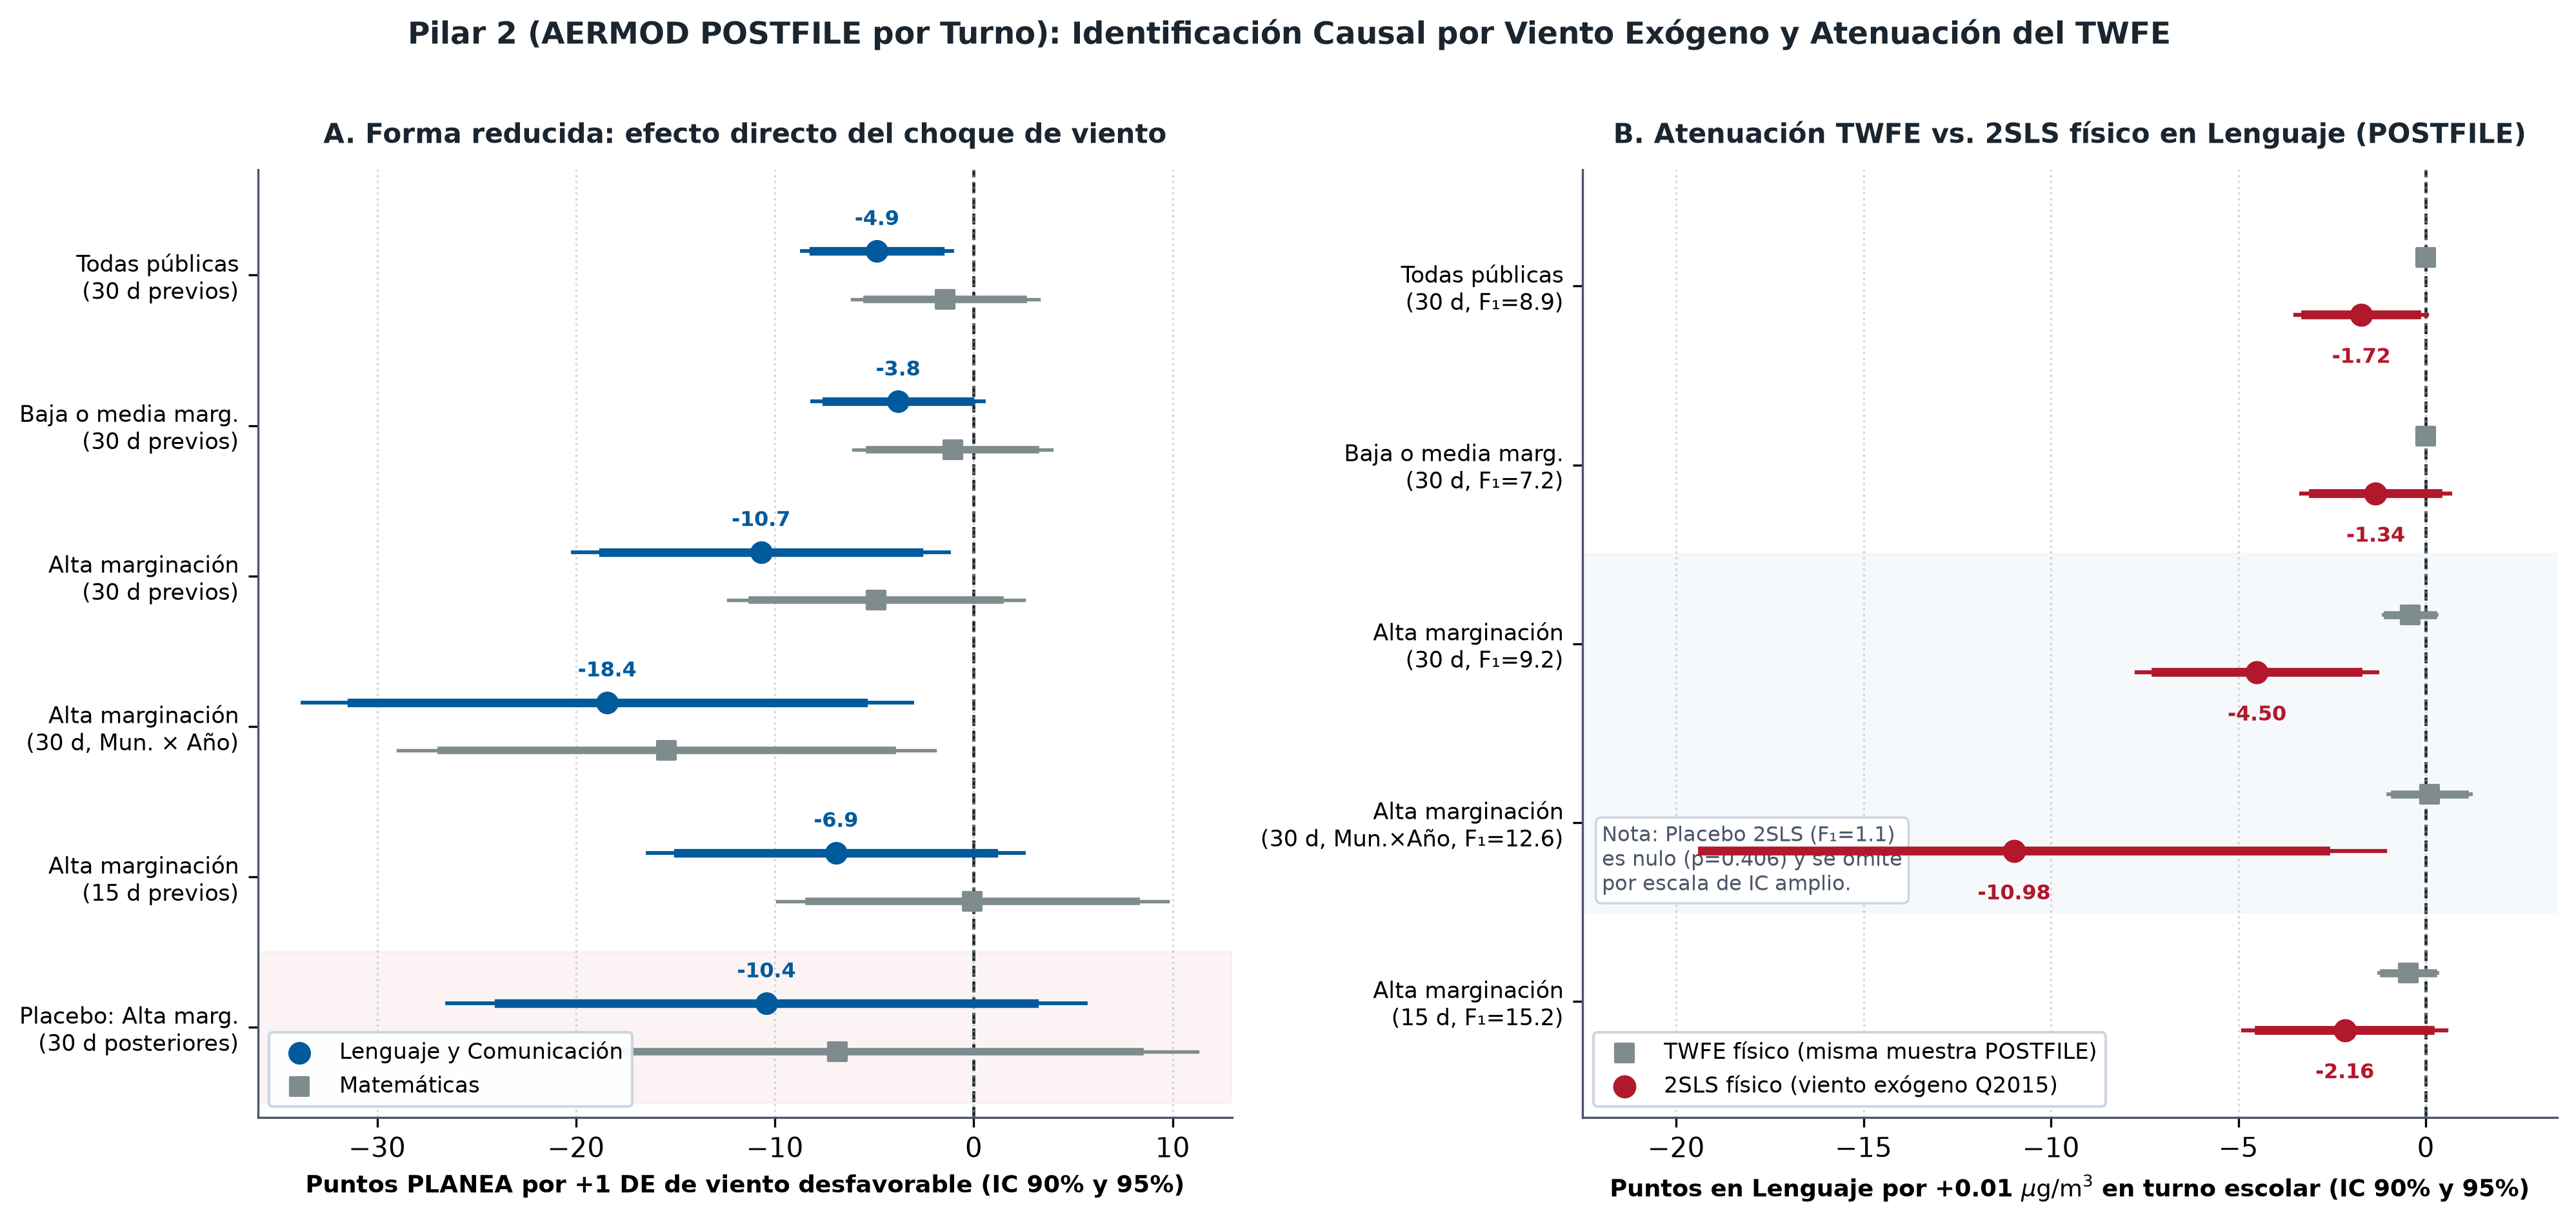 Pilar 2 (AERMOD POSTFILE por Turno): Identificación Causal por Viento Exógeno y Atenuación del TWFE
A. Forma reducida: efecto directo del choque de viento
Todas públicas
(30 d previos)
Baja o media marg.
(30 d previos)
Alta marginación
(30 d previos)
Alta marginación
(30 d, Mun. × Año)
Alta marginación
(15 d previos)
Placebo: Alta marg.
(30 d posteriores)
-4.9
-3.8
-10.7
-18.4
-6.9
-10.4
Lenguaje y Comunicación
Matemáticas
−30
−20
−10
0
10
Puntos PLANEA por +1 DE de viento desfavorable (IC 90% y 95%)
B. Atenuación TWFE vs. 2SLS físico en Lenguaje (POSTFILE)
Todas públicas
(30 d, F₁=8.9)
Baja o media marg.
(30 d, F₁=7.2)
Alta marginación
(30 d, F₁=9.2)
Alta marginación
(30 d, Mun.×Año, F₁=12.6)
Alta marginación
(15 d, F₁=15.2)
-1.72
-1.34
-4.50
-10.98
-2.16
Nota: Placebo 2SLS (F₁=1.1)
es nulo (p=0.406) y se omite
por escala de IC amplio.
TWFE físico (misma muestra POSTFILE)
2SLS físico (viento exógeno Q2015)
−20
−15
−10
−5
0
Puntos en Lenguaje por +0.01 μg/m³ en turno escolar (IC 90% y 95%)